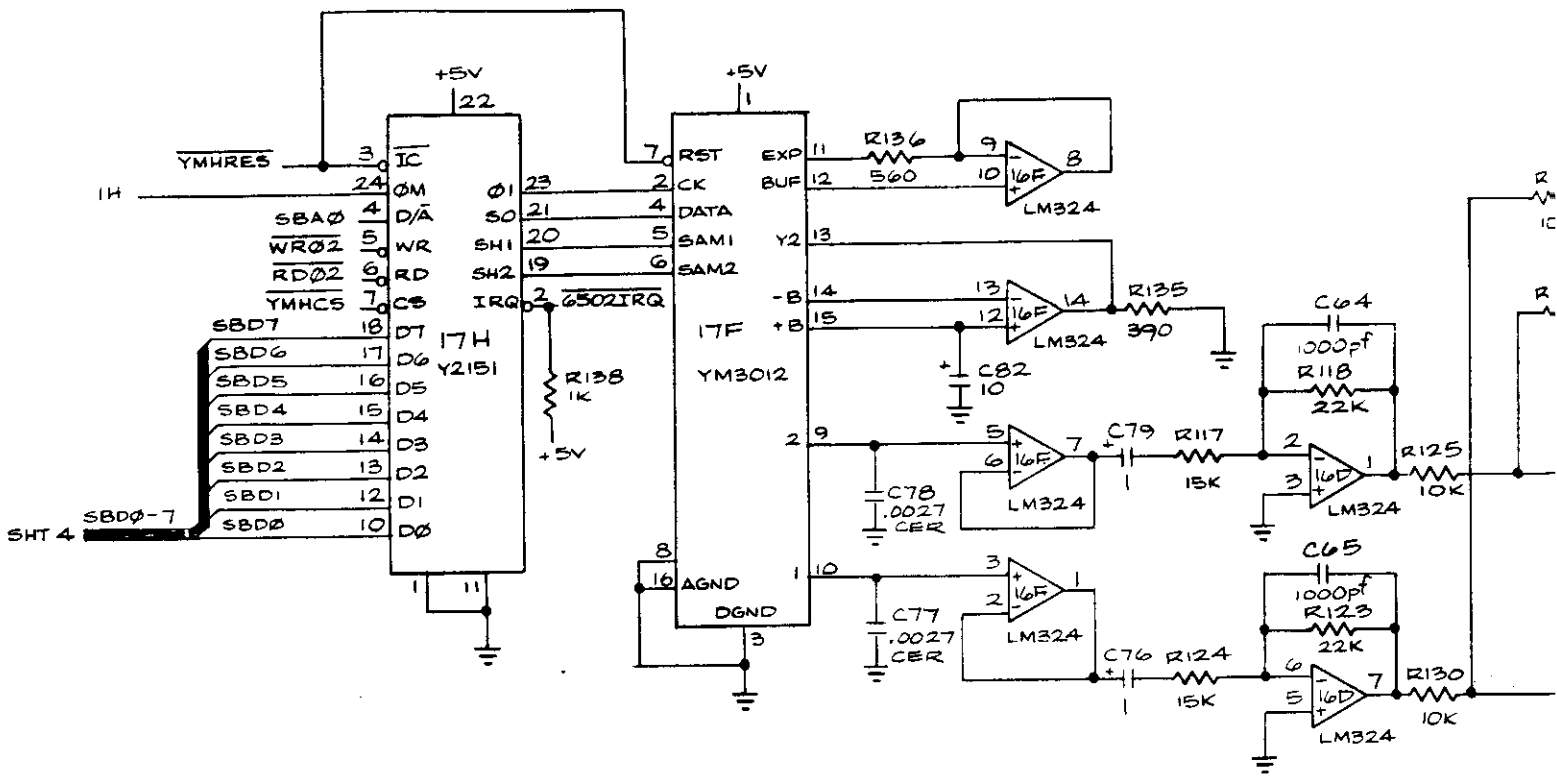 +5V
22
+5V
1
YMHRES
3
IC
7
RST
EXP
11
R136
560
9
-
8
10
+
16F
LM324
BUF
12
1H
24
ØM
Ø1
23
2
CK
SBAØ
4
D/A
SO
21
4
DATA
WRØ2
5
WR
SH1
20
5
SAM1
Y2
13
RDØ2
6
RD
SH2
19
6
SAM2
YMHCS
7
CS
IRQ
2
6502IRQ
-B
14
13
-
14
R135
390
+B
15
12
+
16F
LM324
+
C82
10
17H
Y2151
17F
YM3012
R138
1K
+5V
SBD7
18
D7
SBD6
17
D6
SBD5
16
D5
SBD4
15
D4
SBD3
14
D3
SBD2
13
D2
SBD1
12
D1
SBDØ
10
DØ
SHT 4
SBDØ-7
1
11
2
9
5
+
7
6
-
16F
LM324
+
C79
1
R117
15K
C64
1000pf
R118
22K
2
-
1
3
+
16D
LM324
R125
10K
C78
.0027
CER
8
16
AGND
DGND
3
1
10
3
+
1
2
-
16F
LM324
C77
.0027
CER
+
C76
1
R124
15K
C65
1000pf
R123
22K
6
-
7
5
+
16D
LM324
R130
10K
R
R